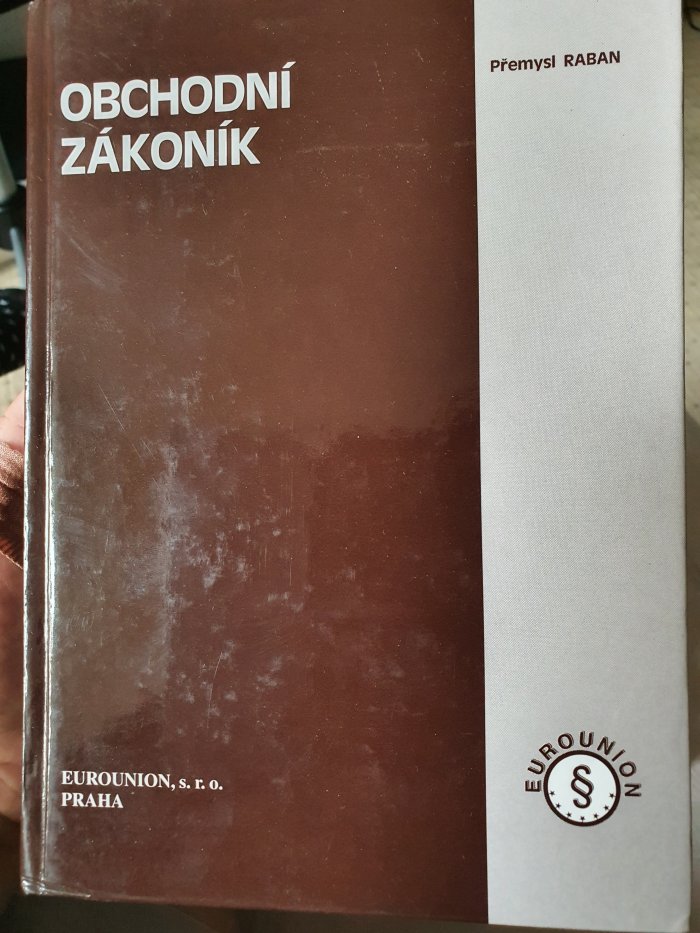 OBCHODNÍ
ZÁKONÍK
Přemysl RABAN
EUROUNION, s. r. o.
PRAHA
EUROUNION
§